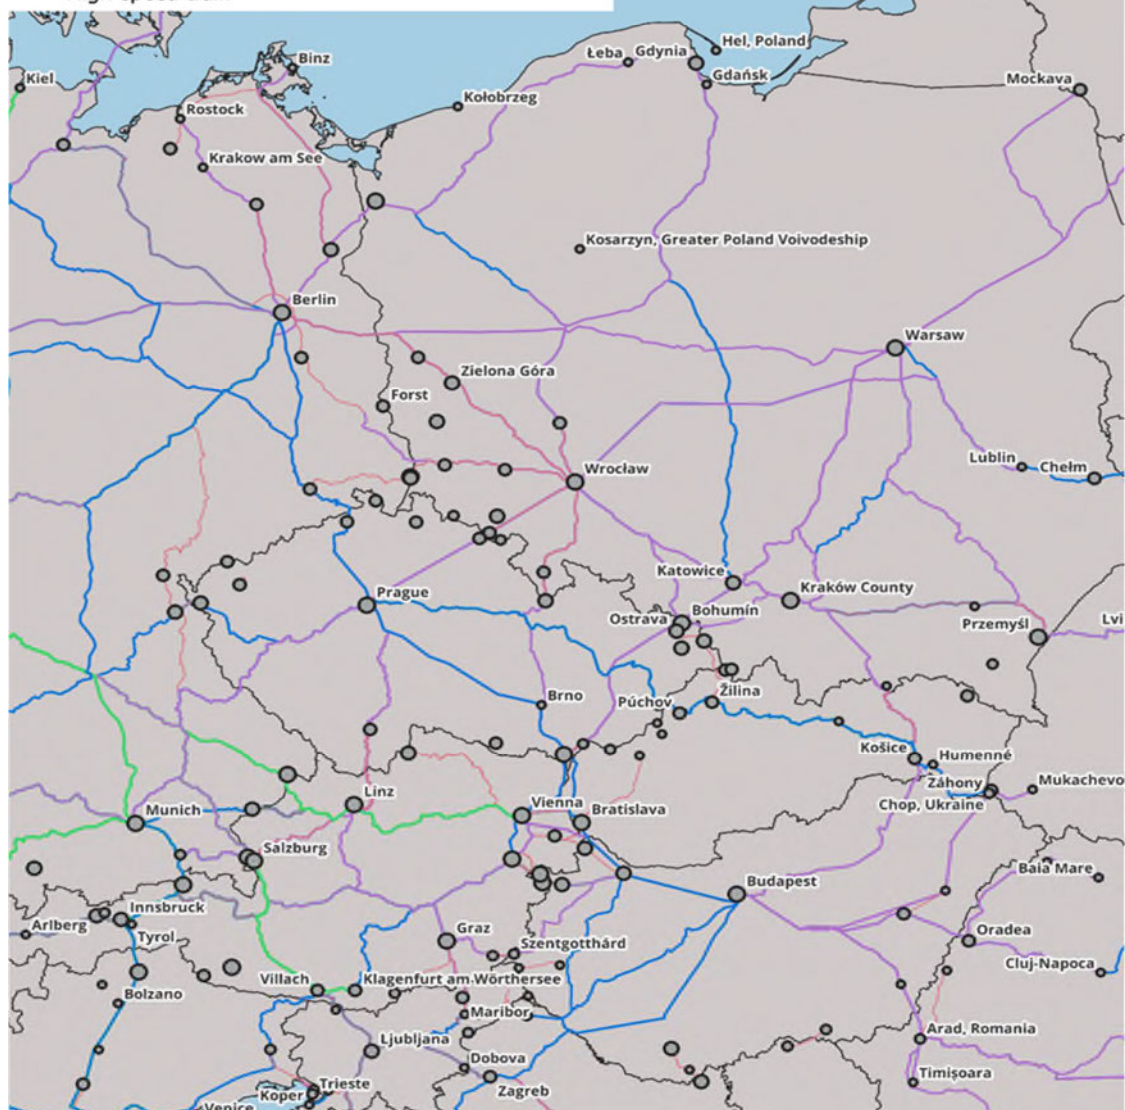 Binz
Hel, Poland
Łeba
Gdynia
Kiel
Gdańsk
Mockava
Kołobrzeg
Rostock
Krakow am See
Kosarzyn, Greater Poland Voivodeship
Berlin
Warsaw
Zielona Góra
Forst
Lublin
Chełm
Wrocław
Katowice
Kraków County
Prague
Bohumín
Ostrava
Przemyśl
Lvi
Žilina
Brno
Púchov
Košice
Humenné
Záhony
Mukachevo
Chop, Ukraine
Linz
Munich
Vienna
Bratislava
Salzburg
Baia Mare
Budapest
Innsbruck
Arlberg
Tyrol
Graz
Szentgotthárd
Oradea
Cluj-Napoca
Villach
Klagenfurt am Wörthersee
Bolzano
Maribor
Arad, Romania
Ljubljana
Dobova
Timișoara
Trieste
Koper
Zagreb
Venice